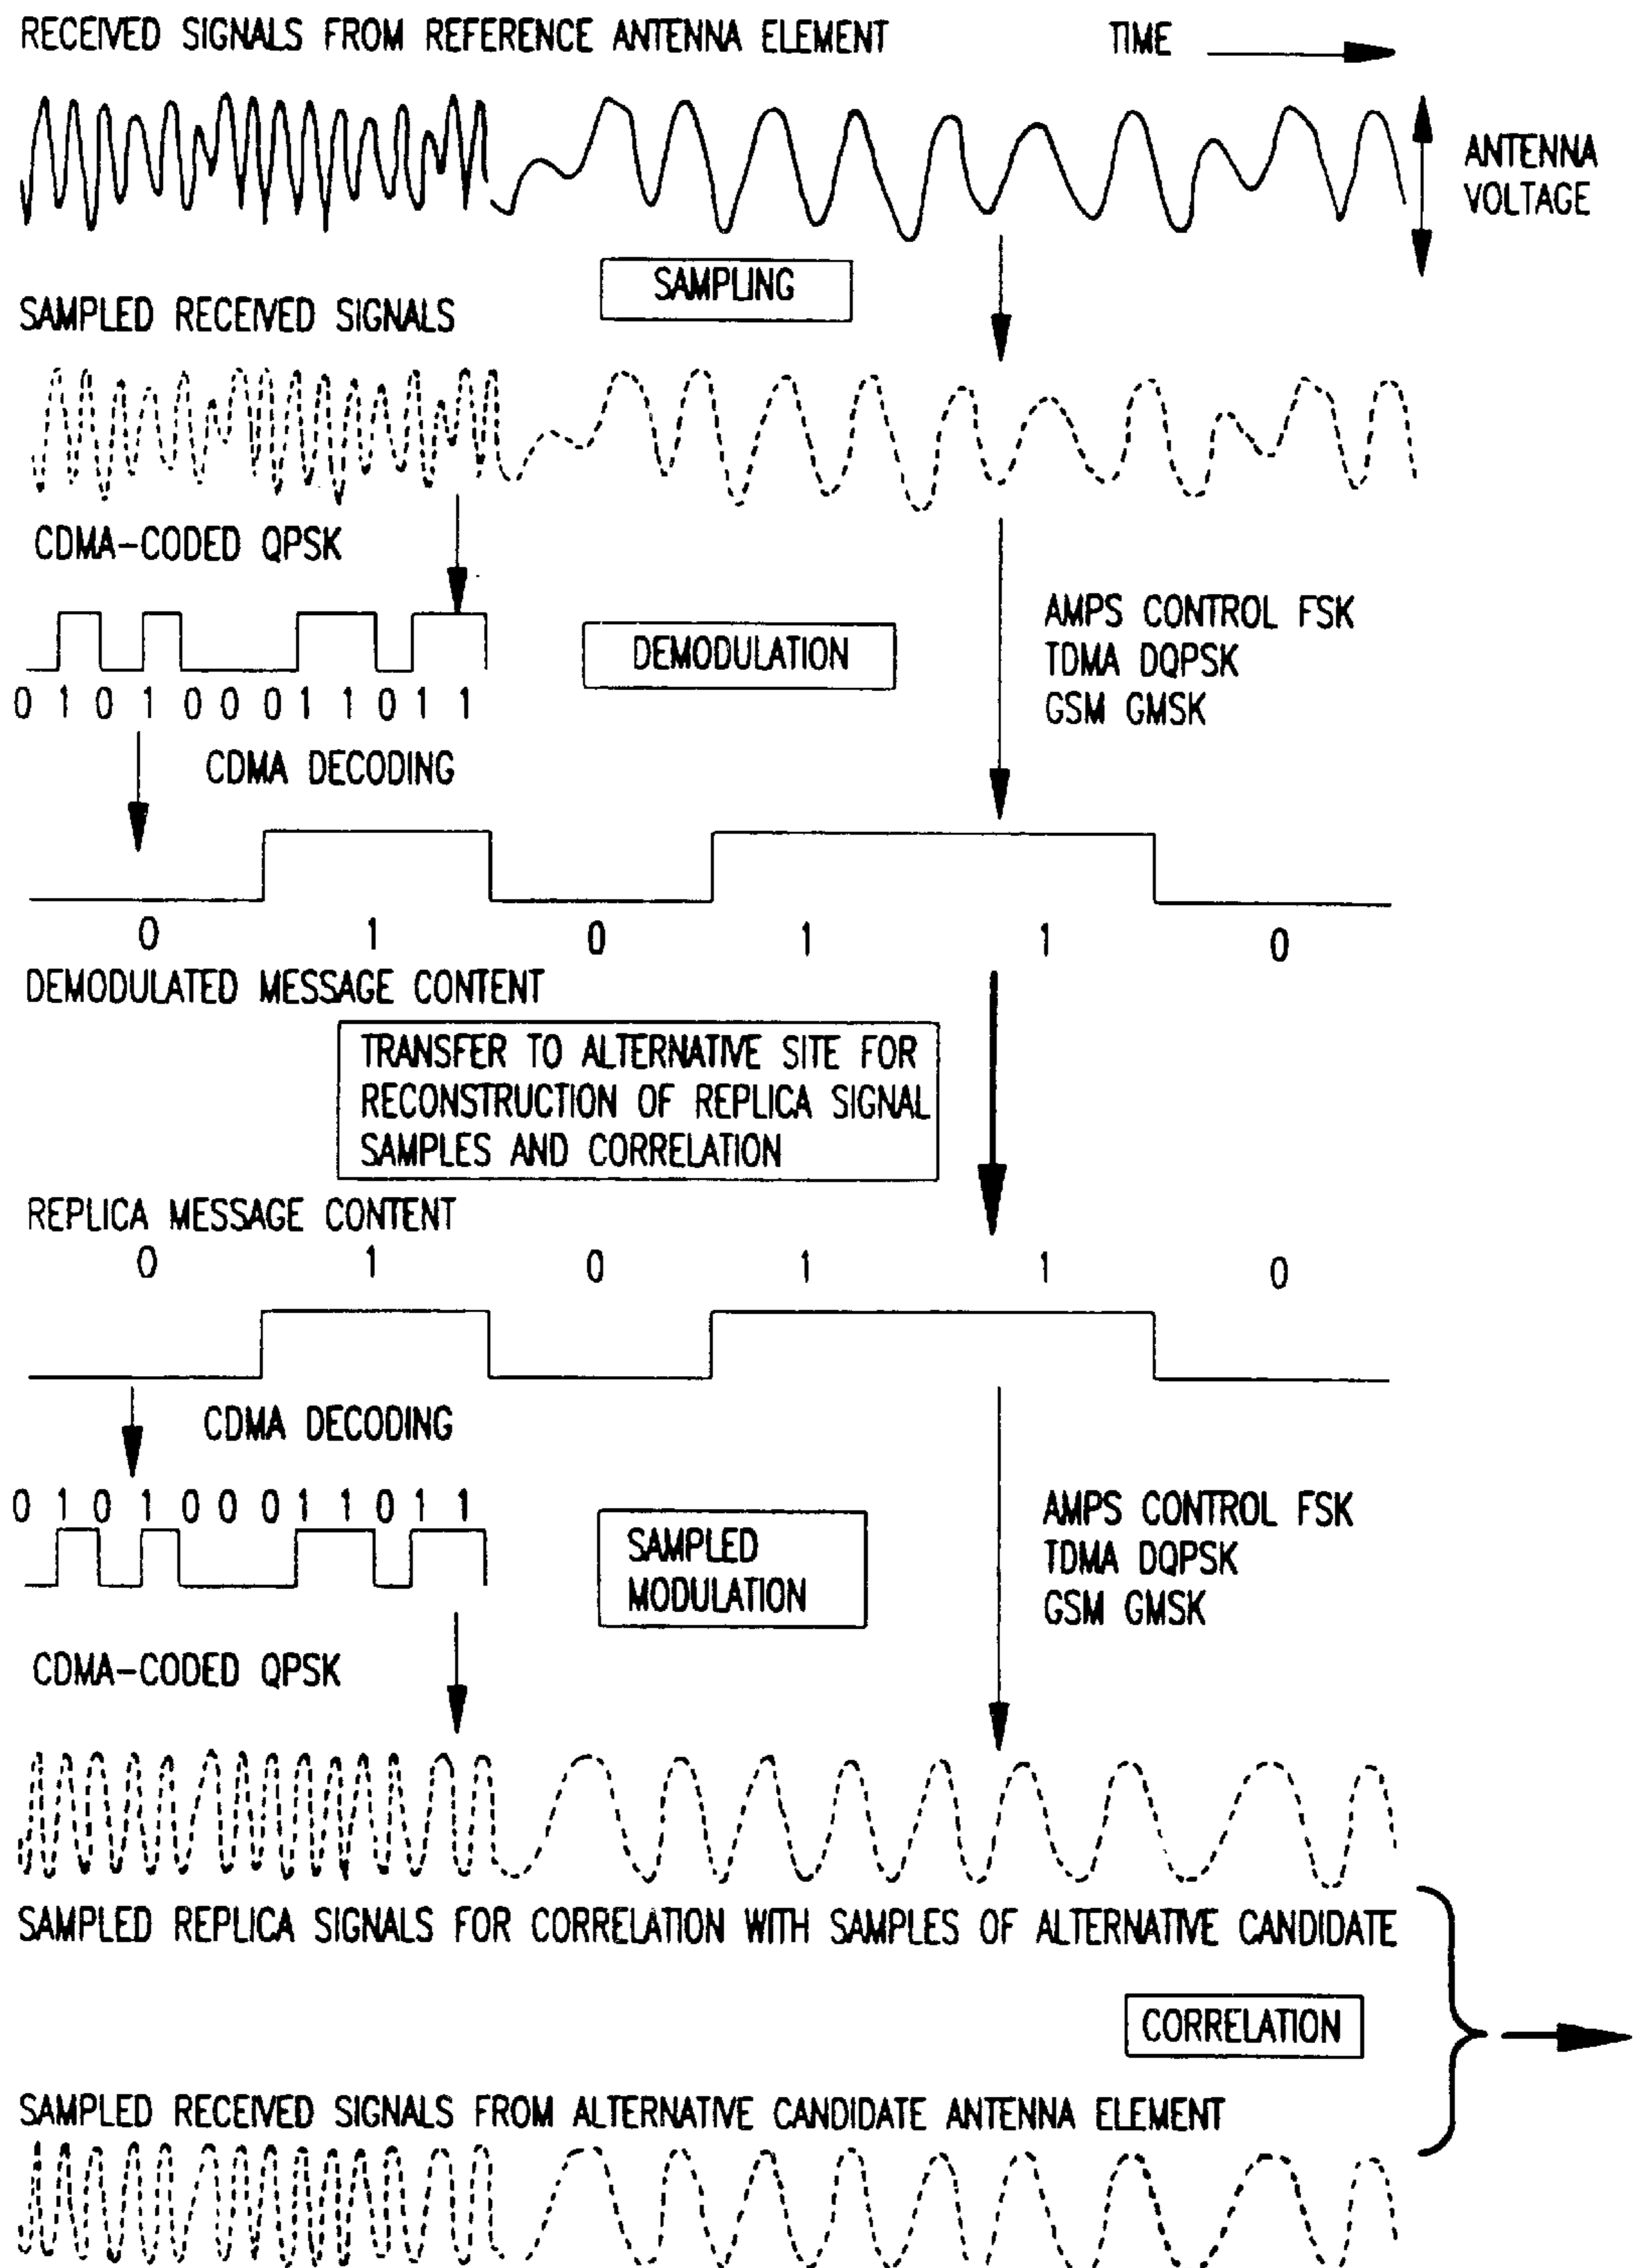 RECEIVED SIGNALS FROM REFERENCE ANTENNA ELEMENT
TIME
ANTENNA
VOLTAGE
SAMPLING
SAMPLED RECEIVED SIGNALS
CDMA-CODED QPSK
AMPS CONTROL FSK
TDMA DQPSK
GSM GMSK
DEMODULATION
0 1 0 1 0 0 0 1 1 0 1 1
CDMA DECODING
0 1 0 1 1 0
DEMODULATED MESSAGE CONTENT
TRANSFER TO ALTERNATIVE SITE FOR
RECONSTRUCTION OF REPLICA SIGNAL
SAMPLES AND CORRELATION
REPLICA MESSAGE CONTENT
0 1 0 1 1 0
CDMA DECODING
0 1 0 1 0 0 0 1 1 0 1 1
SAMPLED
MODULATION
AMPS CONTROL FSK
TDMA DQPSK
GSM GMSK
CDMA-CODED QPSK
SAMPLED REPLICA SIGNALS FOR CORRELATION WITH SAMPLES OF ALTERNATIVE CANDIDATE
CORRELATION
SAMPLED RECEIVED SIGNALS FROM ALTERNATIVE CANDIDATE ANTENNA ELEMENT